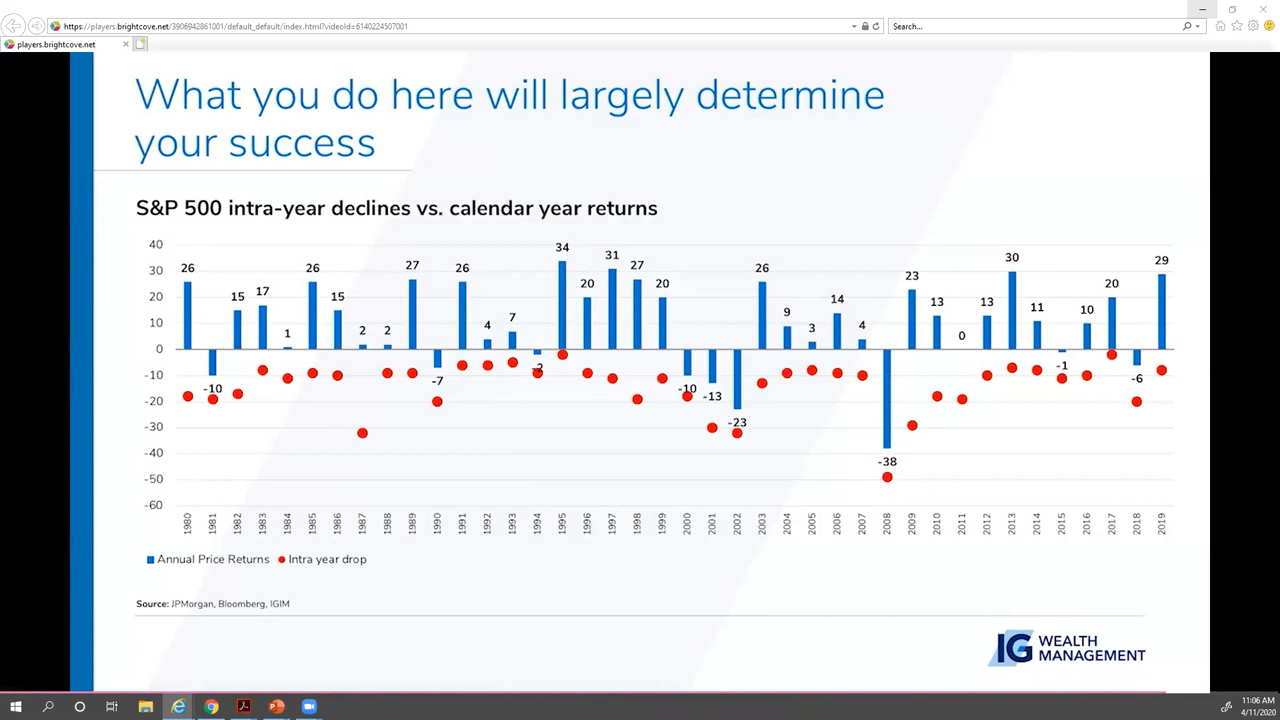 https://players.brightcove.net/3906942861001/default_default/index.html?videoId=6140224507001
Search...
players.brightcove.net
What you do here will largely determine
your success
S&P 500 intra-year declines vs. calendar year returns
40
30
20
10
0
-10
-20
-30
-40
-50
-60
26 -10 15 17 1 26 15 2 2 27 -7 26 4 7 -2 34 20 31 27 20 -10 -13 -23 26 9 3 14 4 -38 23 13 0 13 30 11 -1 10 20 -6 29
1980 1981 1982 1983 1984 1985 1986 1987 1988 1989 1990 1991 1992 1993 1994 1995 1996 1997 1998 1999 2000 2001 2002 2003 2004 2005 2006 2007 2008 2009 2010 2011 2012 2013 2014 2015 2016 2017 2018 2019
Annual Price Returns Intra year drop
Source: JPMorgan, Bloomberg, IGIM
IG WEALTH
MANAGEMENT
11:06 AM
4/11/2020